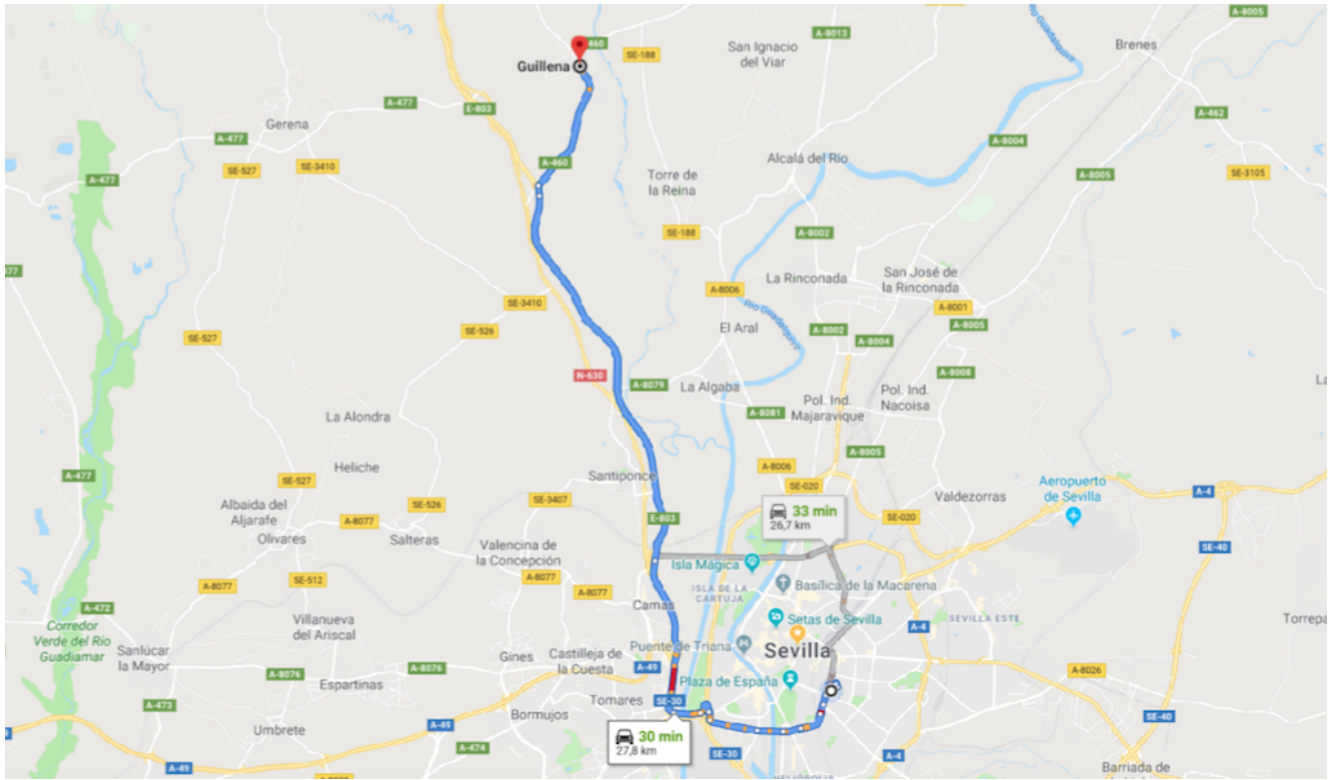 A-8005
A-8013
Brenes
A-460
SE-188
San Ignacio
del Viar
Guillena
E-803
A-477
A-477
Gerena
SE-527
SE-3410
A-477
A-460
Torre de
la Reina
Alcalá del Río
A-8004
A-462
A-8005
SE-3105
SE-188
A-8002
La Rinconada
San José de
la Rinconada
A-8006
A-8001
Río Guadalquivir
SE-3410
SE-526
SE-527
El Aral
A-8002
A-8005
A-8004
N-630
A-8079
La Algaba
A-8008
Pol. Ind.
Majaravique
Pol. Ind.
Nacoisa
A-8081
La Alondra
A-8005
Heliche
A-477
SE-527
Santiponce
A-8006
SE-020
Valdezorras
Aeropuerto
de Sevilla
A-4
Albaida del
Aljarafe
SE-526
SE-3407
A-8077
E-803
33 min
26,7 km
SE-020
Olivares
Salteras
Valencina de
la Concepción
SE-40
A-8077
SE-512
A-8077
A-8077
Isla Mágica
Basílica de la Macarena
ISLA DE LA
CARTUJA
A-472
Corredor
Verde del Río
Guadiamar
Villanueva
del Ariscal
Camas
Setas de Sevilla
A-4
SEVILLA ESTE
Torrepa
Sanlúcar
la Mayor
Gines
Castilleja de
la Cuesta
Puente de Triana
Sevilla
A-49
A-8076
A-8076
Espartinas
Plaza de España
A-8026
A-473
Tomares
SE-30
Umbrete
Bormujos
A-49
A-474
30 min
27,8 km
SE-30
SE-40
A-49
HELIÓPOLIS
Barriada de